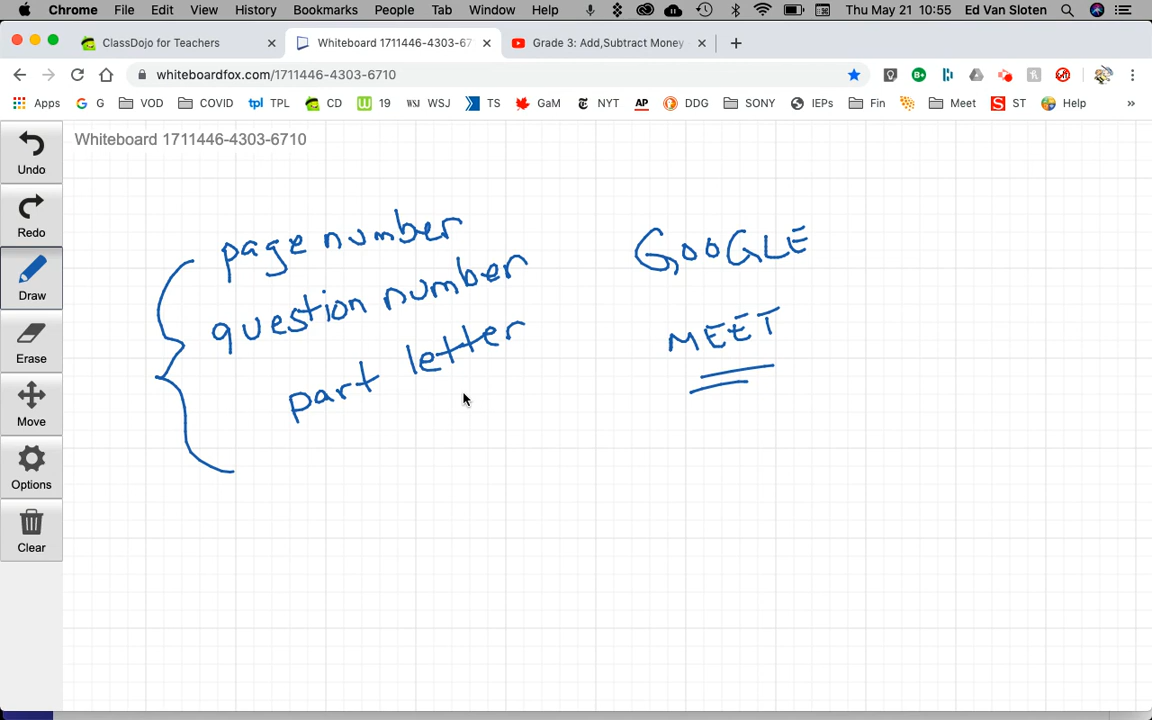 Chrome File Edit View History Bookmarks People Tab Window Help Thu May 21 10:55 Ed Van Sloten
ClassDojo for Teachers Whiteboard 1711446-4303-67 Grade 3: Add,Subtract Money
whiteboardfox.com/1711446-4303-6710
Apps G VOD COVID tpl TPL CD 19 WSJ WSJ TS GaM NYT AP DDG SONY IEPs Fin Meet S ST Help »
Whiteboard 1711446-4303-6710
Undo
Redo
Draw
Erase
Move
Options
Clear
page number
question number
part letter
GOOGLE
MEET